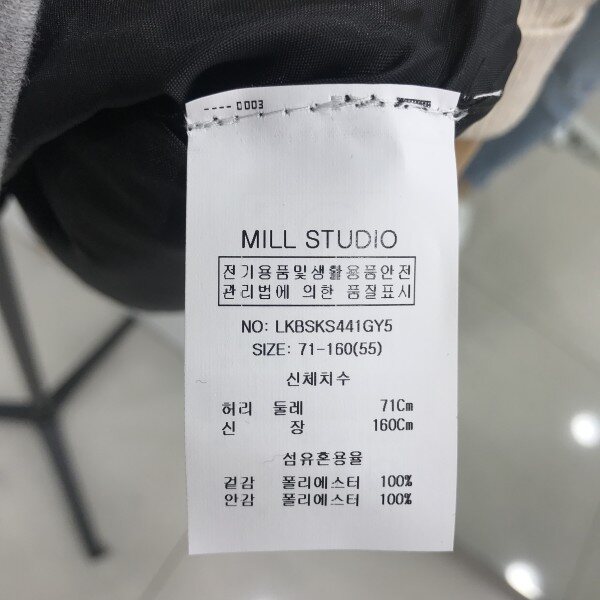 ---- 0003
MILL STUDIO
전기용품및생활용품안전
관리법에 의한 품질표시
NO: LKBSKS441GY5
SIZE: 71-160(55)
신체치수
허리 둘레 71Cm
신 장 160Cm
섬유혼용율
겉감 폴리에스터 100%
안감 폴리에스터 100%